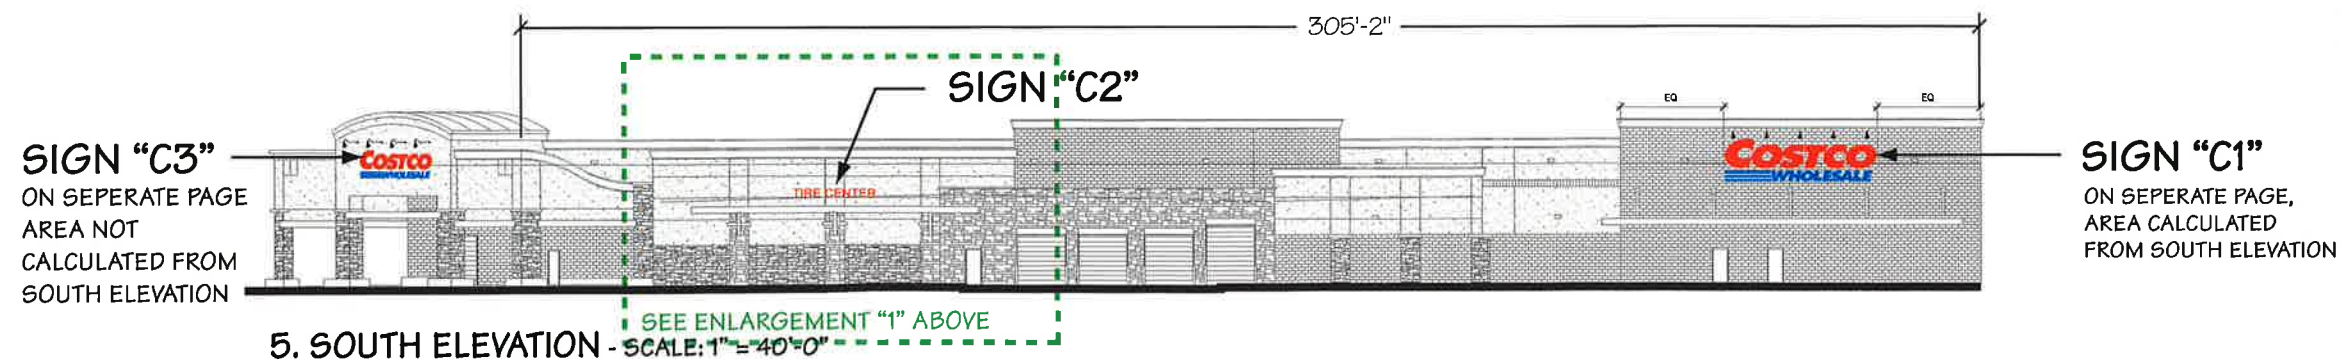 305'-2"
SIGN "C2"
EQ
EQ
SIGN "C3"
ON SEPERATE PAGE
AREA NOT
CALCULATED FROM
SOUTH ELEVATION
COSTCO
WHOLESALE
TIRE CENTER
COSTCO
WHOLESALE
SIGN "C1"
ON SEPERATE PAGE,
AREA CALCULATED
FROM SOUTH ELEVATION
SEE ENLARGEMENT "1" ABOVE
5. SOUTH ELEVATION - SCALE: 1" = 40'-0"